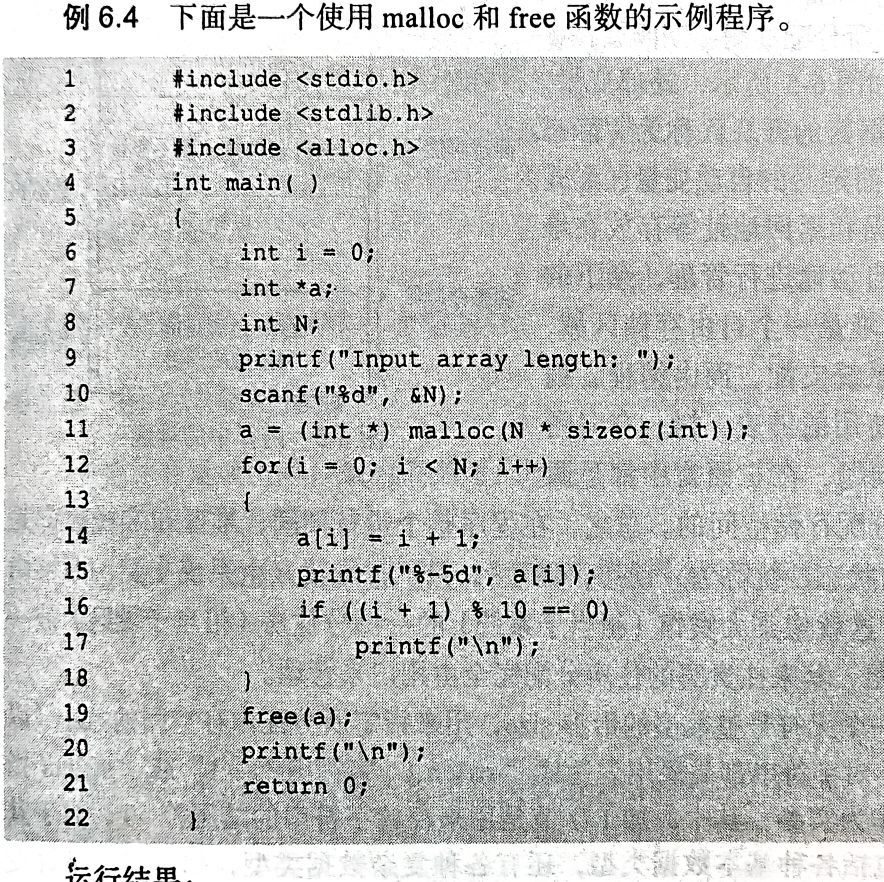 例 6.4 下面是一个使用 malloc 和 free 函数的示例程序。
1 #include <stdio.h>
2 #include <stdlib.h>
3 #include <alloc.h>
4 int main( )
5 {
6 int i = 0;
7 int *a;
8 int N;
9 printf("Input array length: ");
10 scanf("%d", &N);
11 a = (int *) malloc(N * sizeof(int));
12 for(i = 0; i < N; i++)
13 {
14 a[i] = i + 1;
15 printf("%-5d", a[i]);
16 if ((i + 1) % 10 == 0)
17 printf("\n");
18 }
19 free(a);
20 printf("\n");
21 return 0;
22 }
运行结果: